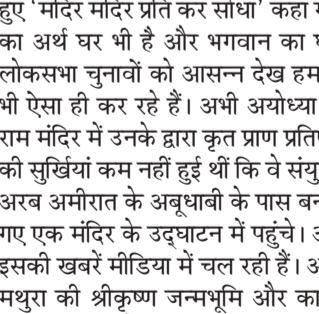 हुए ‘मंदिर मंदिर प्रति कर सोधा’ कहा
का अर्थ घर भी है और भगवान का
लोकसभा चुनावों को आसन्न देख हम
भी ऐसा ही कर रहे हैं। अभी अयोध्या
राम मंदिर में उनके द्वारा कृत प्राण
की सुर्खियां कम नहीं हुई थीं कि वे
अरब अमीरात के अबूधाबी के पास
गए एक मंदिर के उद्घाटन में पहुंचे।
इसकी खबरें मीडिया में चल रही हैं।
मथुरा की श्रीकृष्ण जन्मभूमि और